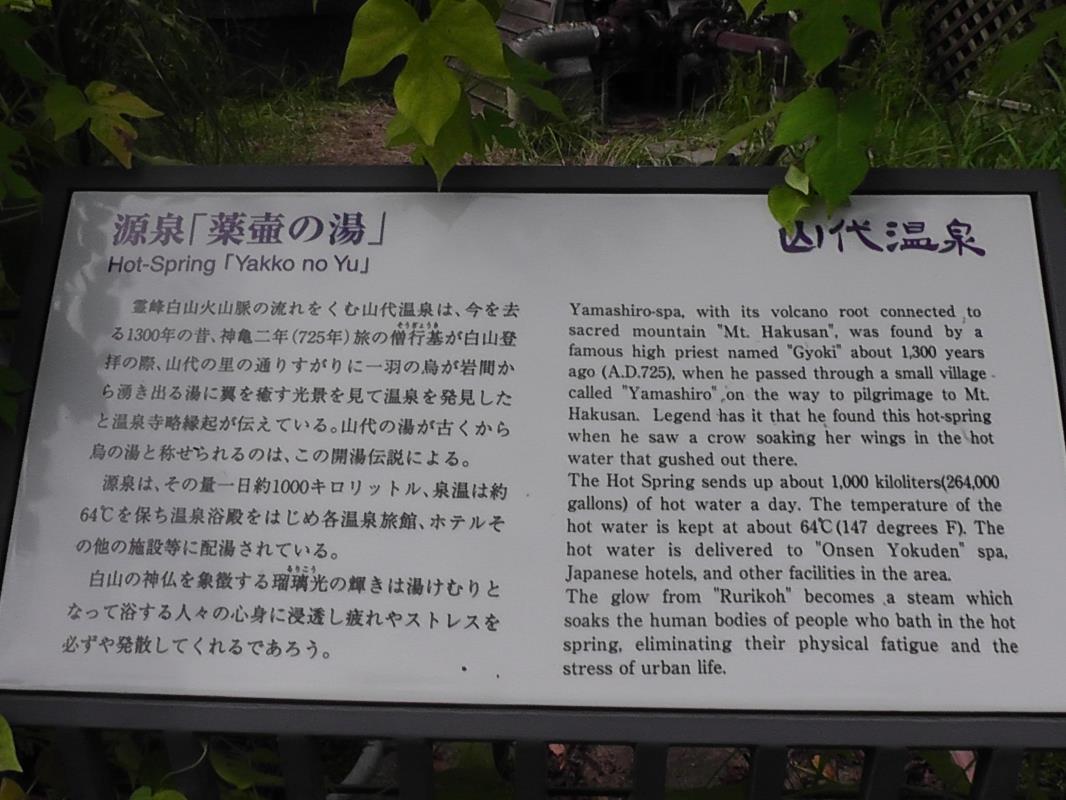 源泉「薬壺の湯」
Hot-Spring「Yakko no Yu」
山代温泉
霊峰白山火山脈の流れをくむ山代温泉は、今を去
る1300年の昔、神亀二年(725年)旅の僧行基が白山登
そうぎょうき
拝の際、山代の里の通りすがりに一羽の烏が岩間か
ら湧き出る湯に翼を癒す光景を見て温泉を発見した
と温泉寺略縁起が伝えている。山代の湯が古くから
烏の湯と称せられるのは、この開湯伝説による。
源泉は、その量一日約1000キロリットル、泉温は約
64℃を保ち温泉浴殿をはじめ各温泉旅館、ホテルそ
の他の施設等に配湯されている。
白山の神仏を象徴する瑠璃光の輝きは湯けむりと
るりこう
なって浴する人々の心身に浸透し疲れやストレスを
必ずや発散してくれるであろう。
Yamashiro-spa, with its volcano root connected to
sacred mountain "Mt. Hakusan", was found by a
famous high priest named "Gyoki" about 1,300 years
ago (A.D.725), when he passed through a small village
called "Yamashiro" on the way to pilgrimage to Mt.
Hakusan. Legend has it that he found this hot-spring
when he saw a crow soaking her wings in the hot
water that gushed out there.
The Hot Spring sends up about 1,000 kiloliters(264,000
gallons) of hot water a day. The temperature of the
hot water is kept at about 64℃(147 degrees F). The
hot water is delivered to "Onsen Yokuden" spa,
Japanese hotels, and other facilities in the area.
The glow from "Rurikoh" becomes a steam which
soaks the human bodies of people who bath in the hot
spring, eliminating their physical fatigue and the
stress of urban life.